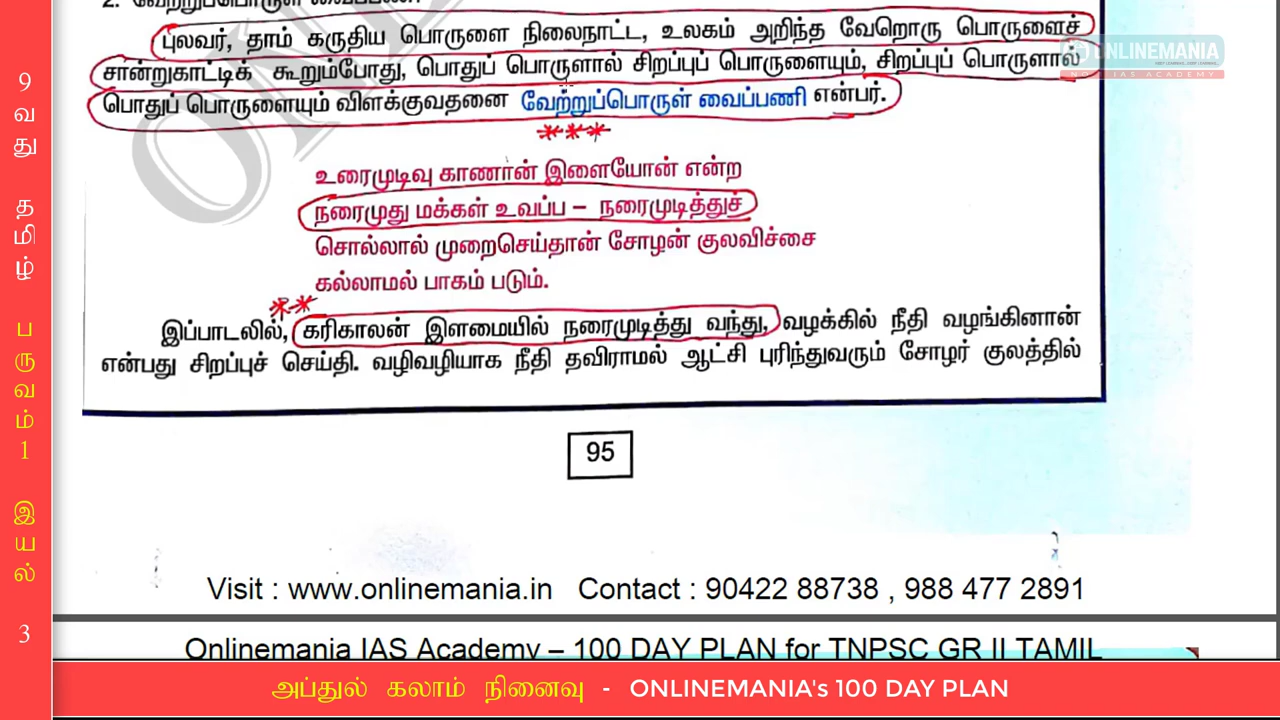 2. வேற்றுப்பொருள் வைப்பணி
புலவர், தாம் கருதிய பொருளை நிலைநாட்ட, உலகம் அறிந்த வேறொரு பொருளைச்
சான்றுகாட்டிக் கூறும்போது, பொதுப் பொருளால் சிறப்புப் பொருளையும், சிறப்புப் பொருளால்
பொதுப் பொருளையும் விளக்குவதனை வேற்றுப்பொருள் வைப்பணி என்பர்.
உரைமுடிவு காணான் இளையோன் என்ற
நரைமுது மக்கள் உவப்ப – நரைமுடித்துச்
சொல்லால் முறைசெய்தான் சோழன் குலவிச்சை
கல்லாமல் பாகம் படும்.
இப்பாடலில், கரிகாலன் இளமையில் நரைமுடித்து வந்து, வழக்கில் நீதி வழங்கினான்
என்பது சிறப்புச் செய்தி. வழிவழியாக நீதி தவிராமல் ஆட்சி புரிந்துவரும் சோழர் குலத்தில்
95
Visit : www.onlinemania.in Contact : 90422 88738 , 988 477 2891
Onlinemania IAS Academy – 100 DAY PLAN for TNPSC GR II TAMIL
அப்துல் கலாம் நினைவு - ONLINEMANIA's 100 DAY PLAN
9வது தமிழ் பருவம் 1 இயல் 3
ONLINEMANIA